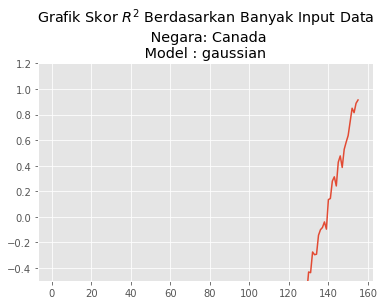 Grafik Skor R² Berdasarkan Banyak Input Data
Negara: Canada
Model : gaussian
1.2
1.0
0.8
0.6
0.4
0.2
0.0
−0.2
−0.4
0 20 40 60 80 100 120 140 160